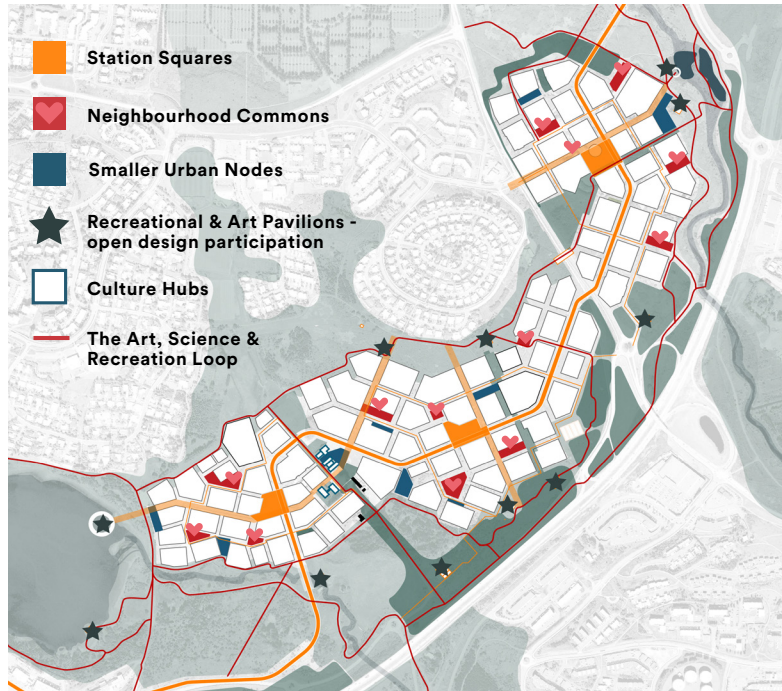 Station Squares
Neighbourhood Commons
Smaller Urban Nodes
Recreational & Art Pavilions -
open design participation
Culture Hubs
The Art, Science &
Recreation Loop